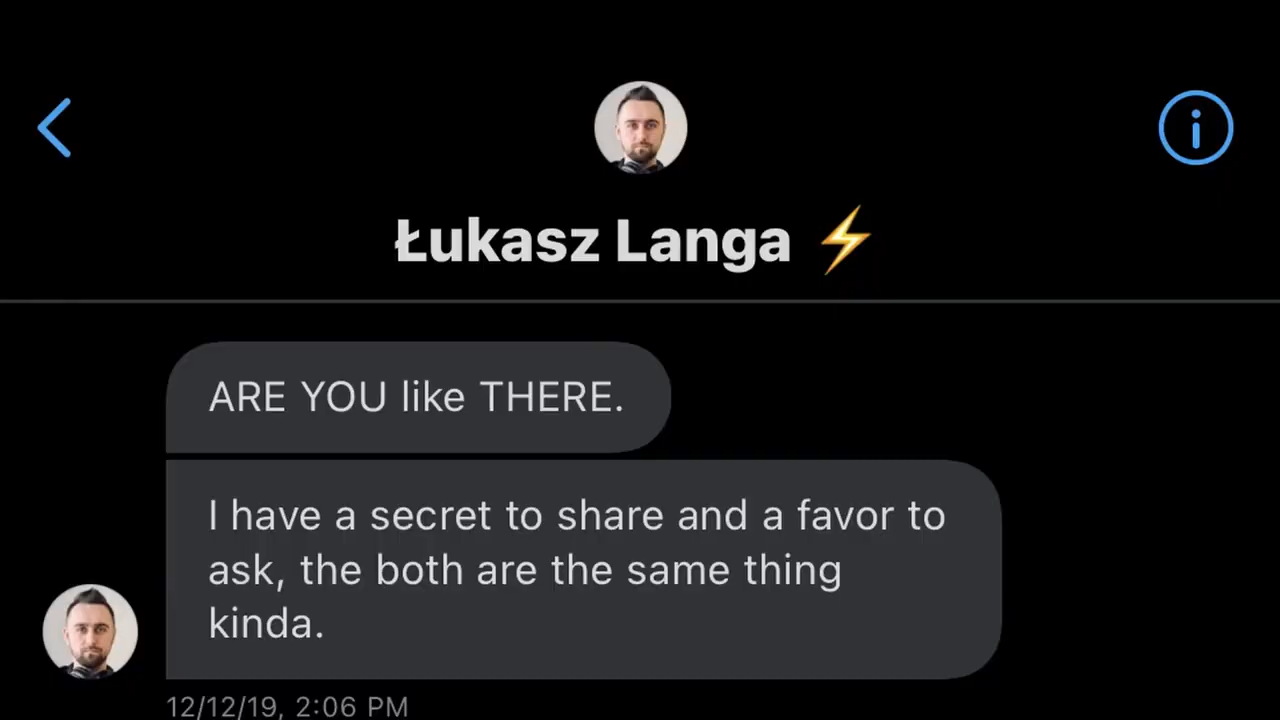 Łukasz Langa ⚡
ARE YOU like THERE.
I have a secret to share and a favor to
ask, the both are the same thing
kinda.
12/12/19, 2:06 PM